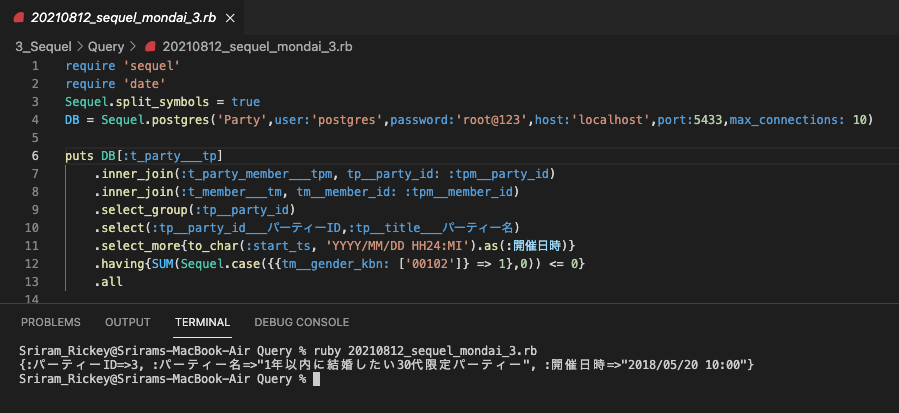 20210812_sequel_mondai_3.rb ×
3_Sequel > Query > 20210812_sequel_mondai_3.rb
1 require 'sequel'
2 require 'date'
3 Sequel.split_symbols = true
4 DB = Sequel.postgres('Party',user:'postgres',password:'root@123',host:'localhost',port:5433,max_connections: 10)
5
6 puts DB[:t_party___tp]
7 .inner_join(:t_party_member___tpm, tp__party_id: :tpm__party_id)
8 .inner_join(:t_member___tm, tm__member_id: :tpm__member_id)
9 .select_group(:tp__party_id)
10 .select(:tp__party_id___パーティーID,:tp__title___パーティー名)
11 .select_more{to_char(:start_ts, 'YYYY/MM/DD HH24:MI').as(:開催日時)}
12 .having{SUM(Sequel.case({{tm__gender_kbn: ['00102']} => 1},0)) <= 0}
13 .all
14
PROBLEMS OUTPUT TERMINAL DEBUG CONSOLE
Sriram_Rickey@Srirams-MacBook-Air Query % ruby 20210812_sequel_mondai_3.rb
{:パーティーID=>3, :パーティー名=>"1年以内に結婚したい30代限定パーティー", :開催日時=>"2018/05/20 10:00"}
Sriram_Rickey@Srirams-MacBook-Air Query %